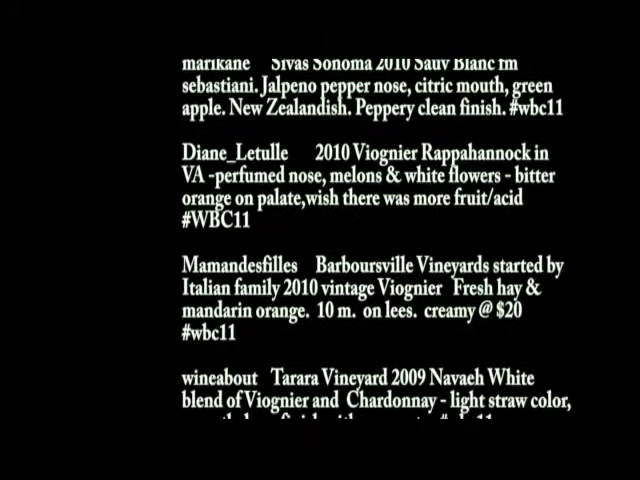 marikane Sivas Sonoma 2010 Sauv Blanc fm
sebastiani. Jalpeno pepper nose, citric mouth, green
apple. New Zealandish. Peppery clean finish. #wbc11
Diane_Letulle 2010 Viognier Rappahannock in
VA -perfumed nose, melons & white flowers - bitter
orange on palate,wish there was more fruit/acid
#WBC11
Mamandesfilles Barboursville Vineyards started by
Italian family 2010 vintage Viognier Fresh hay &
mandarin orange. 10 m. on lees. creamy @ $20
#wbc11
wineabout Tarara Vineyard 2009 Navaeh White
blend of Viognier and Chardonnay - light straw color,